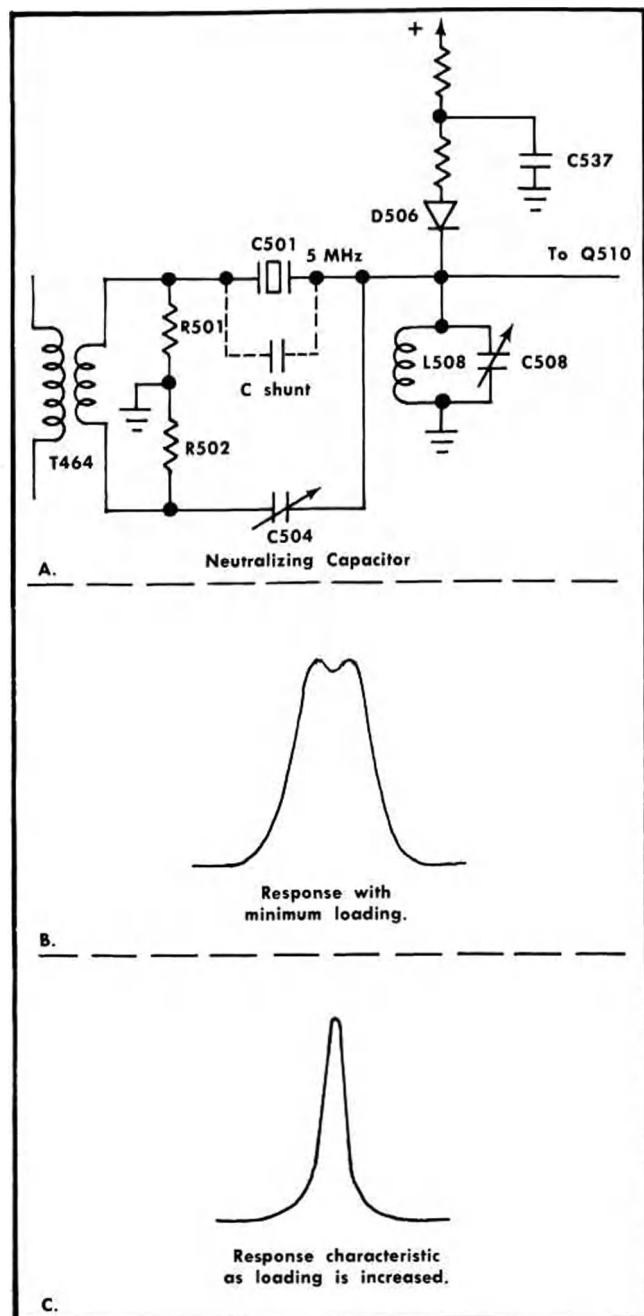 +
C537
D506
C501
5 MHz
To Q510
R501
C shunt
L508
C508
R502
T464
C504
Neutralizing Capacitor
A.
Response with
minimum loading.
B.
Response characteristic
as loading is increased.
C.